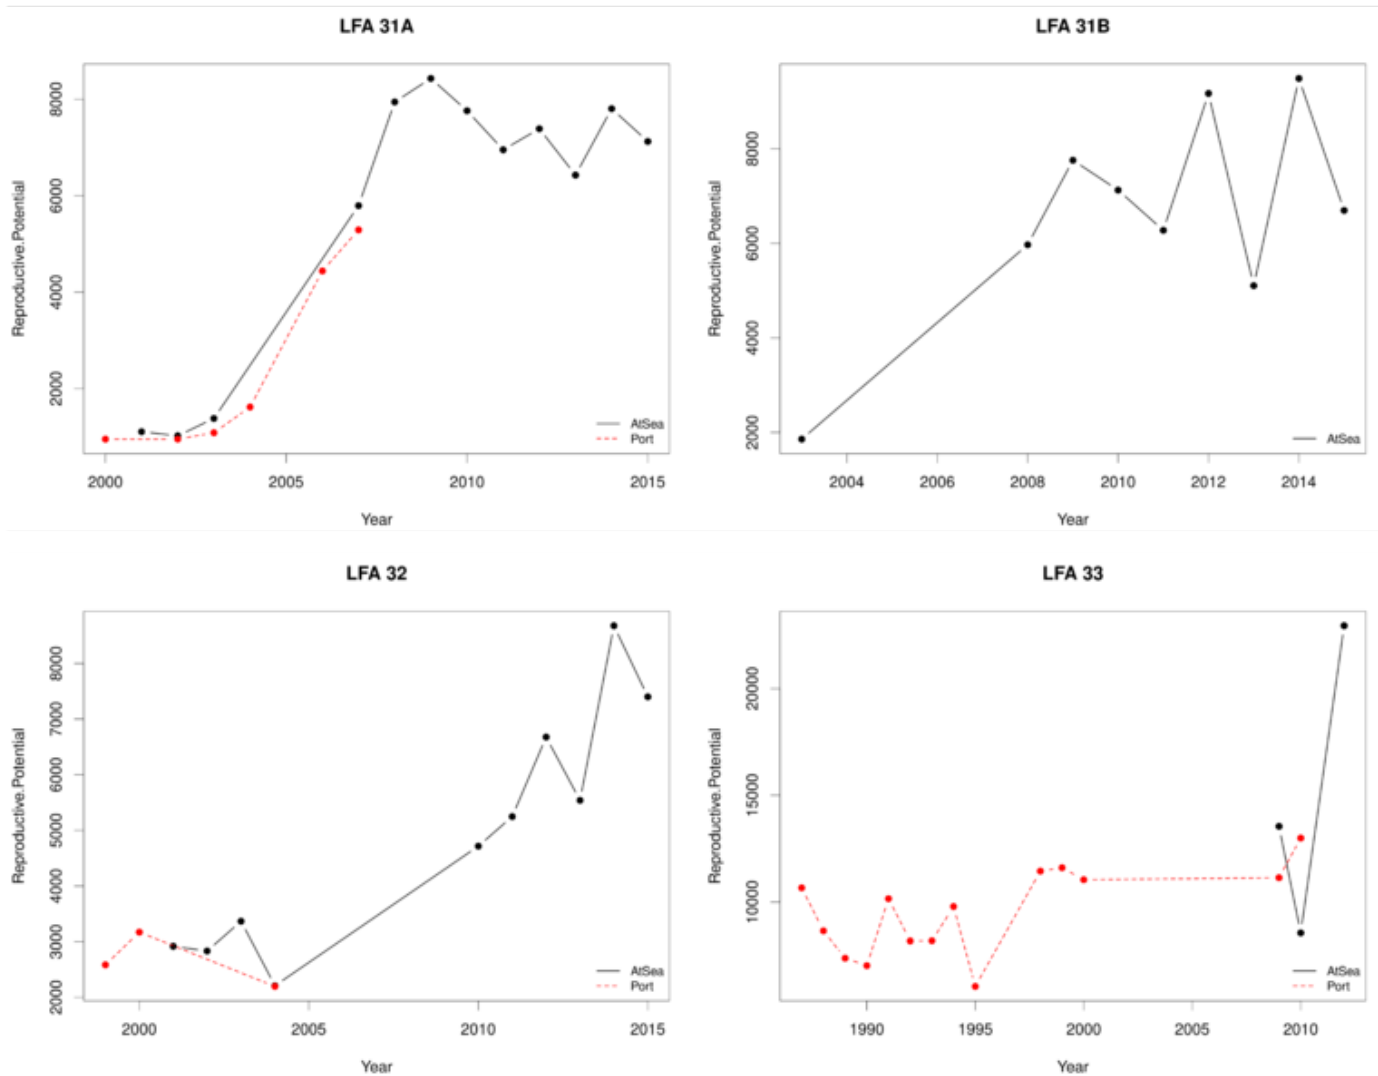 LFA 31A
Reproductive.Potential
8000
6000
4000
2000
AtSea
Port
2000 2005 2010 2015
Year
LFA 31B
Reproductive.Potential
8000
6000
4000
2000
AtSea
2004 2006 2008 2010 2012 2014
Year
LFA 32
Reproductive.Potential
8000
7000
6000
5000
4000
3000
2000
AtSea
Port
2000 2005 2010 2015
Year
LFA 33
Reproductive.Potential
20000
15000
10000
AtSea
Port
1990 1995 2000 2005 2010
Year